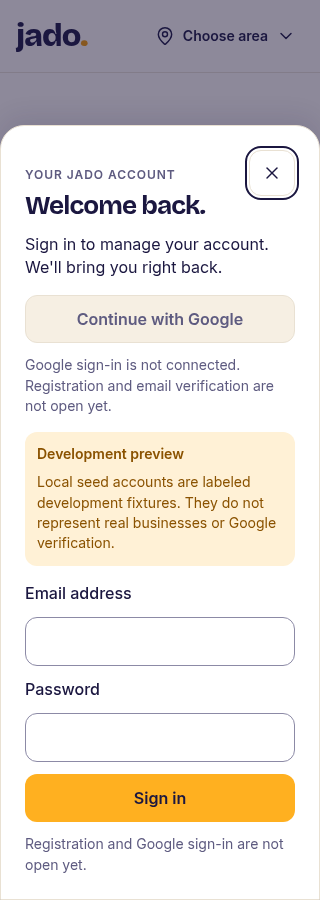 jado.
Choose area
YOUR JADO ACCOUNT
Welcome back.
Sign in to manage your account.
We'll bring you right back.
Continue with Google
Google sign-in is not connected.
Registration and email verification are
not open yet.
Development preview
Local seed accounts are labeled
development fixtures. They do not
represent real businesses or Google
verification.
Email address
Password
Sign in
Registration and Google sign-in are not
open yet.